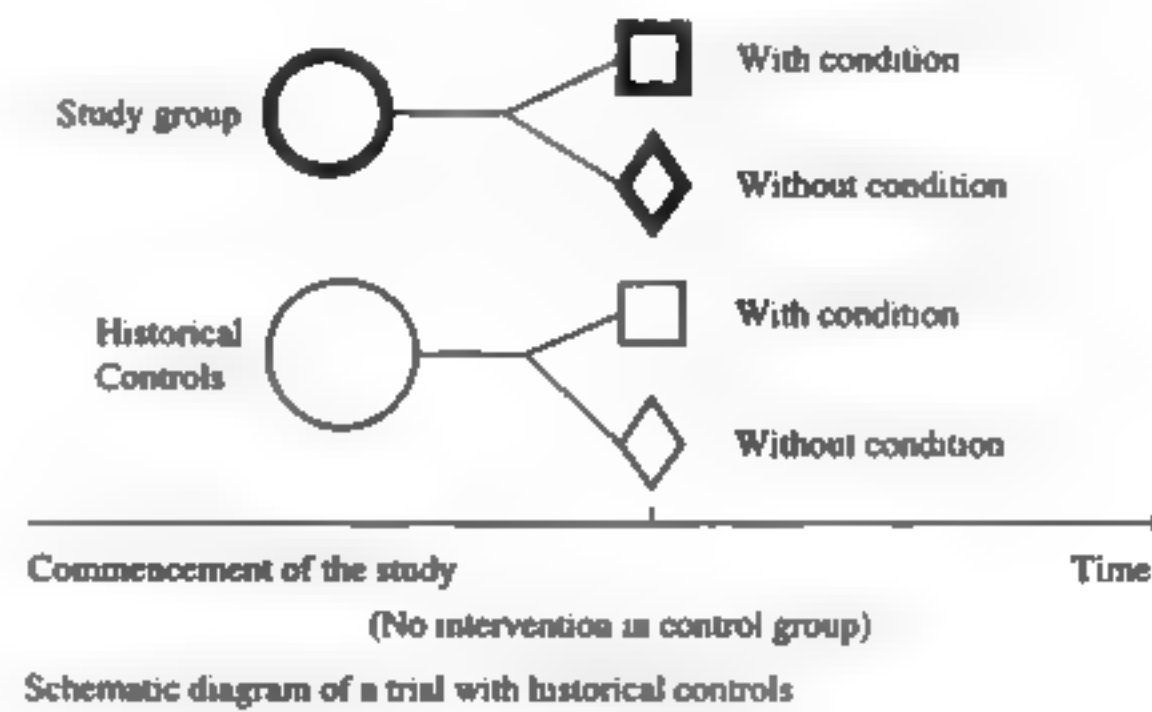 With condition
Study group
Without condition
With condition
Historical
Controls
Without condition
Commencement of the study
Time
(No intervention in control group)
Schematic diagram of a trial with historical controls